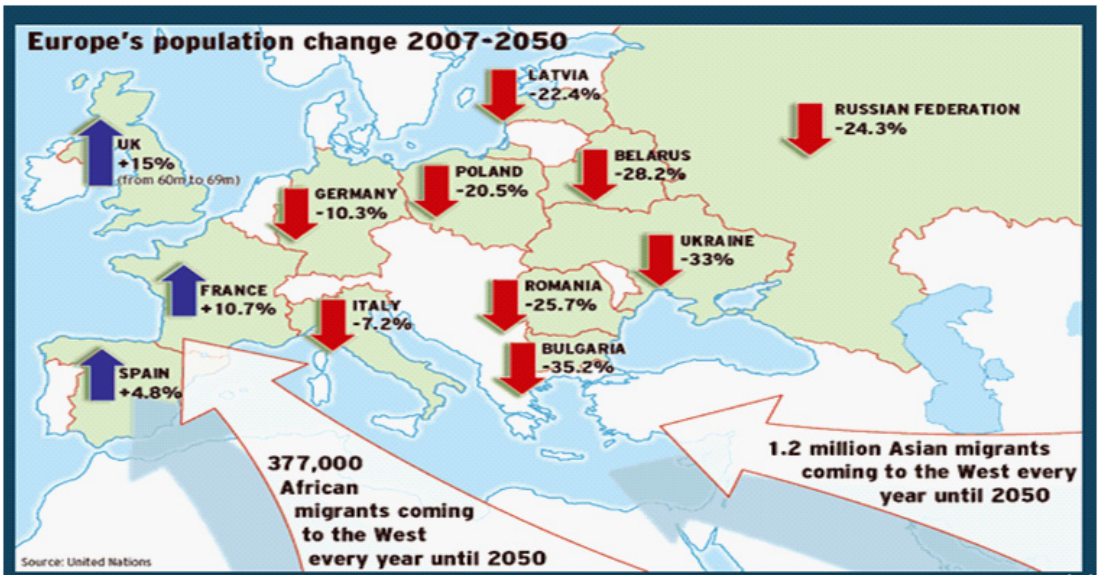 Europe's population change 2007-2050
LATVIA
-22.4%
RUSSIAN FEDERATION
-24.3%
UK
+15%
(from 60m to 69m)
BELARUS
-28.2%
POLAND
-20.5%
GERMANY
-10.3%
UKRAINE
-33%
FRANCE
+10.7%
ITALY
-7.2%
ROMANIA
-25.7%
BULGARIA
-35.2%
SPAIN
+4.8%
377,000
African
migrants coming
to the West
every year until 2050
1.2 million Asian migrants
coming to the West every
year until 2050
Source: United Nations